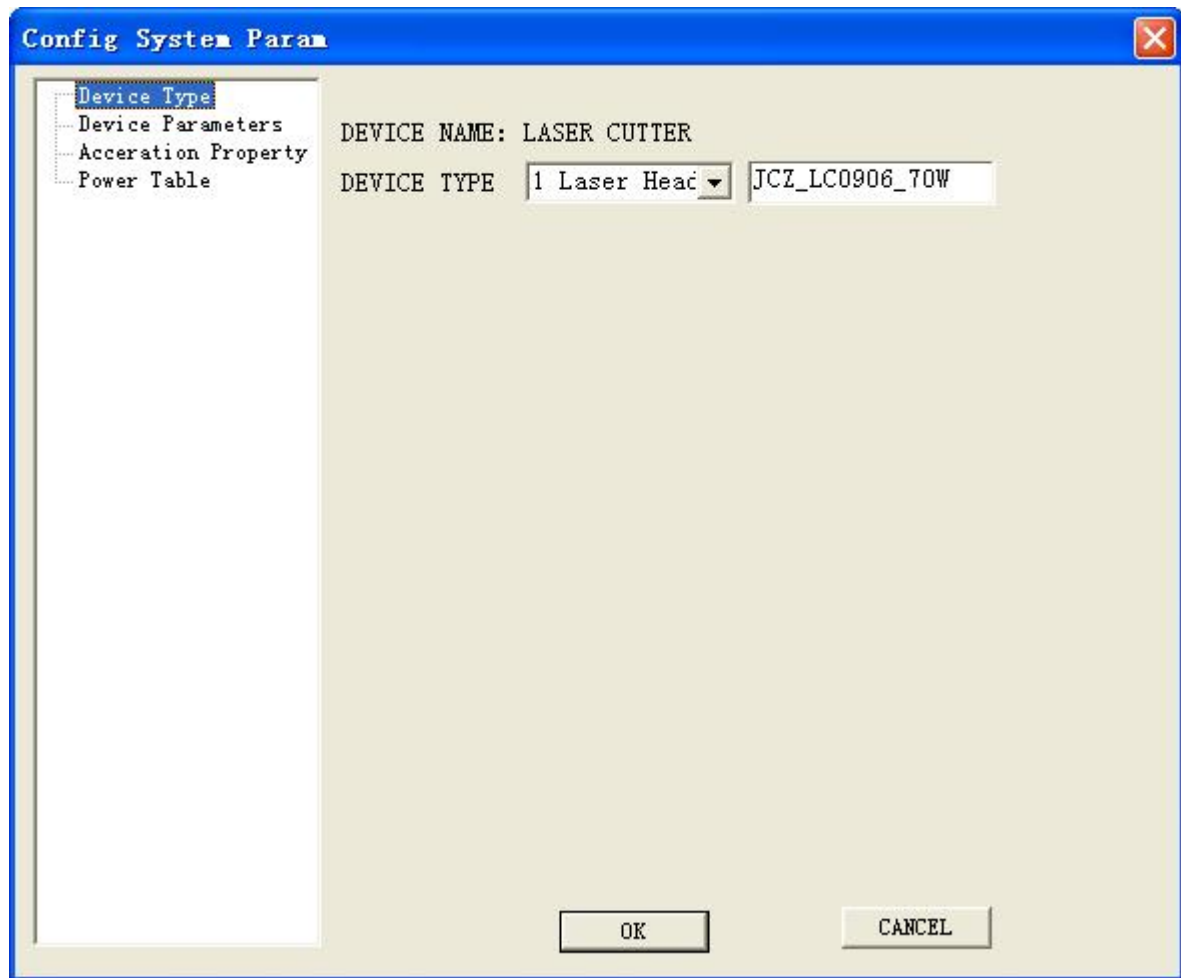 Config System Param
Device Type
Device Parameters
Acceration Property
Power Table
DEVICE NAME: LASER CUTTER
DEVICE TYPE 1 Laser Head JCZ_LC0906_70W
OK CANCEL